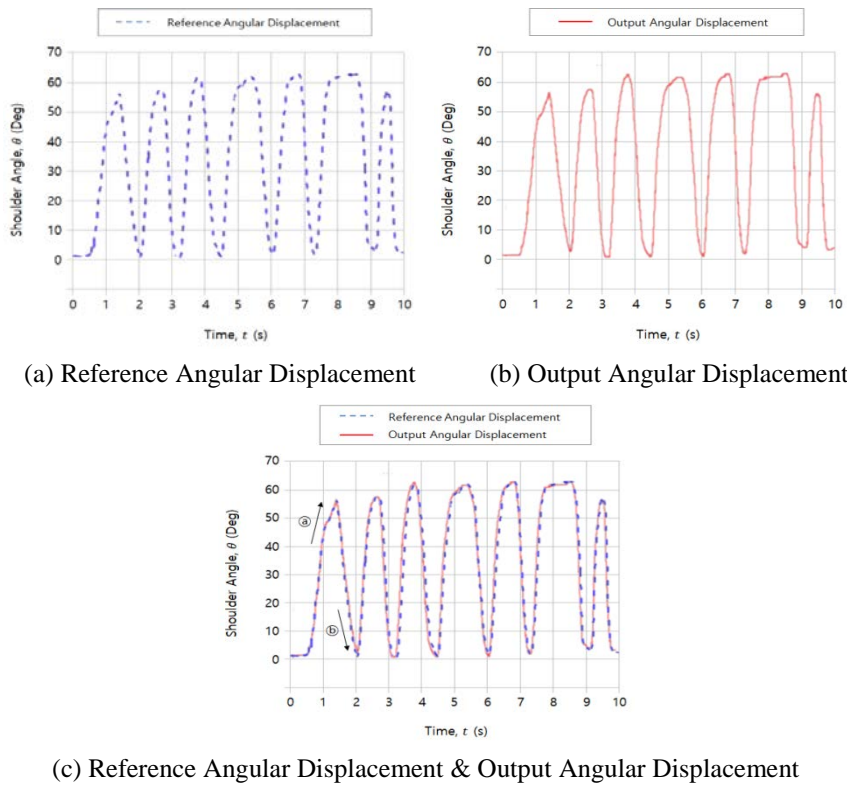 Reference Angular Displacement
Output Angular Displacement
70
60
50
40
30
20
10
0
Shoulder Angle, θ (Deg)
0 1 2 3 4 5 6 7 8 9 10
Time, t (s)
70
60
50
40
30
20
10
0
Shoulder Angle, θ (Deg)
0 1 2 3 4 5 6 7 8 9 10
Time, t (s)
(a) Reference Angular Displacement
(b) Output Angular Displacement
Reference Angular Displacement
Output Angular Displacement
70
60
50
40
30
20
10
0
Shoulder Angle, θ (Deg)
ⓐ
ⓑ
0 1 2 3 4 5 6 7 8 9 10
Time, t (s)
(c) Reference Angular Displacement & Output Angular Displacement